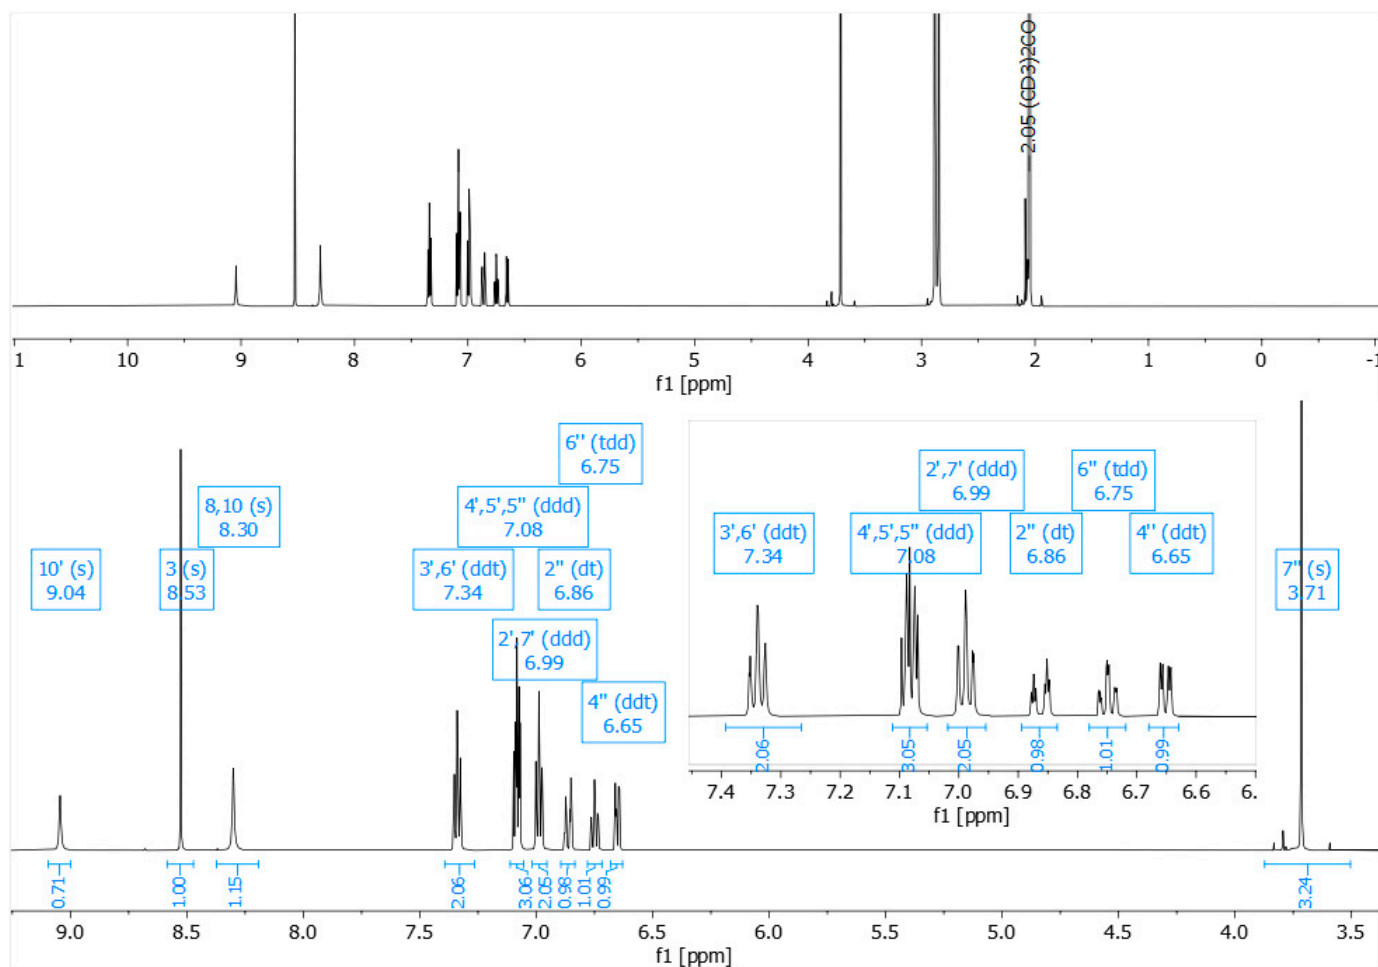 2.05 (CD3)2CO
1 10 9 8 7 6 5 4 3 2 1 0 -1
f1 [ppm]
10' (s)
9.04
3 (s)
8.53
8,10 (s)
8.30
3',6' (ddt)
7.34
4',5',5'' (ddd)
7.08
2',7' (ddd)
6.99
2'' (dt)
6.86
6'' (tdd)
6.75
4'' (ddt)
6.65
7'' (s)
3.71
3',6' (ddt)
7.34
4',5',5'' (ddd)
7.08
2',7' (ddd)
6.99
2'' (dt)
6.86
6'' (tdd)
6.75
4'' (ddt)
6.65
2.06 3.05 2.05 0.98 1.01 0.99
7.4 7.3 7.2 7.1 7.0 6.9 6.8 6.7 6.6 6.
f1 [ppm]
0.71 1.00 1.15 2.06 3.06 2.05 0.98 1.01 0.99 3.24
9.0 8.5 8.0 7.5 7.0 6.5 6.0 5.5 5.0 4.5 4.0 3.5
f1 [ppm]